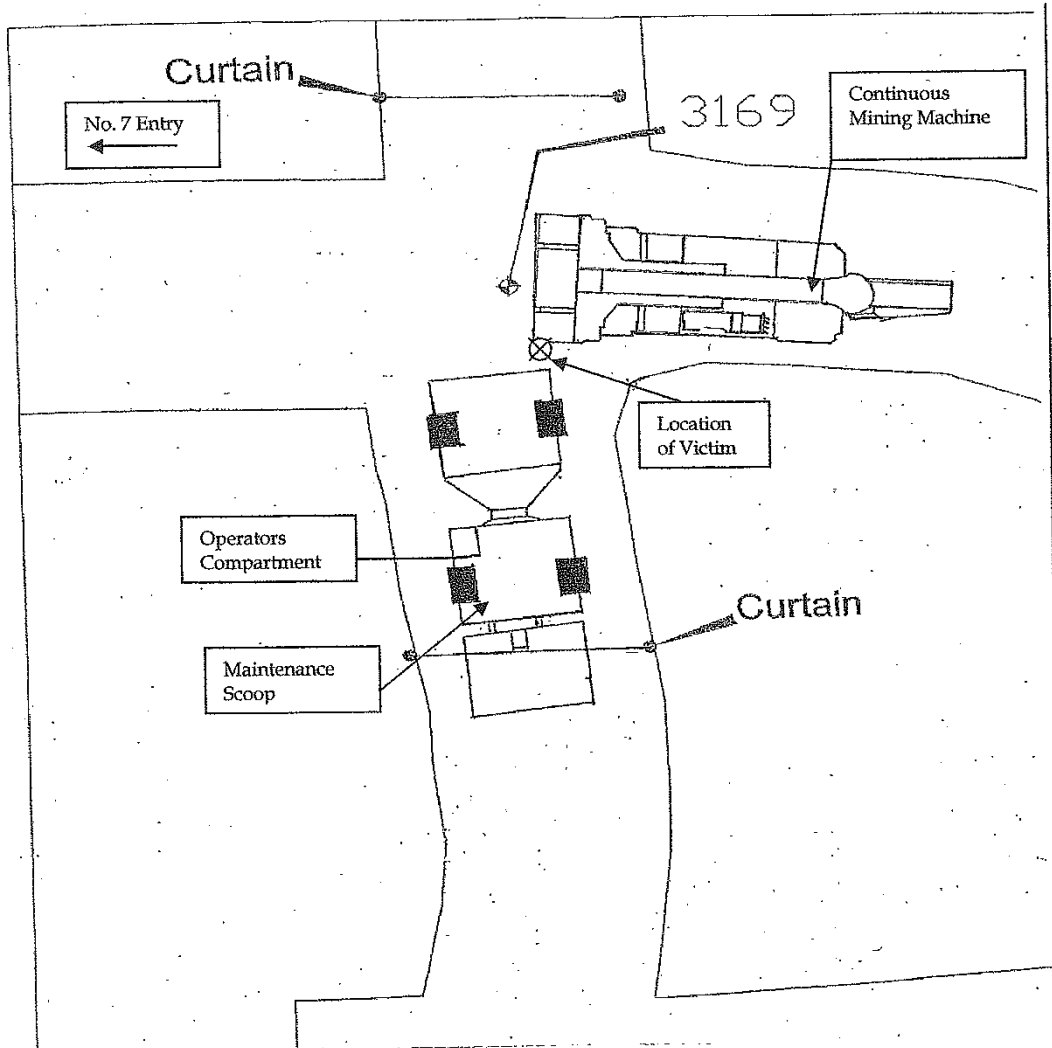 Curtain
No. 7 Entry
3169
Continuous
Mining Machine
Location
of Victim
Operators
Compartment
Curtain
Maintenance
Scoop